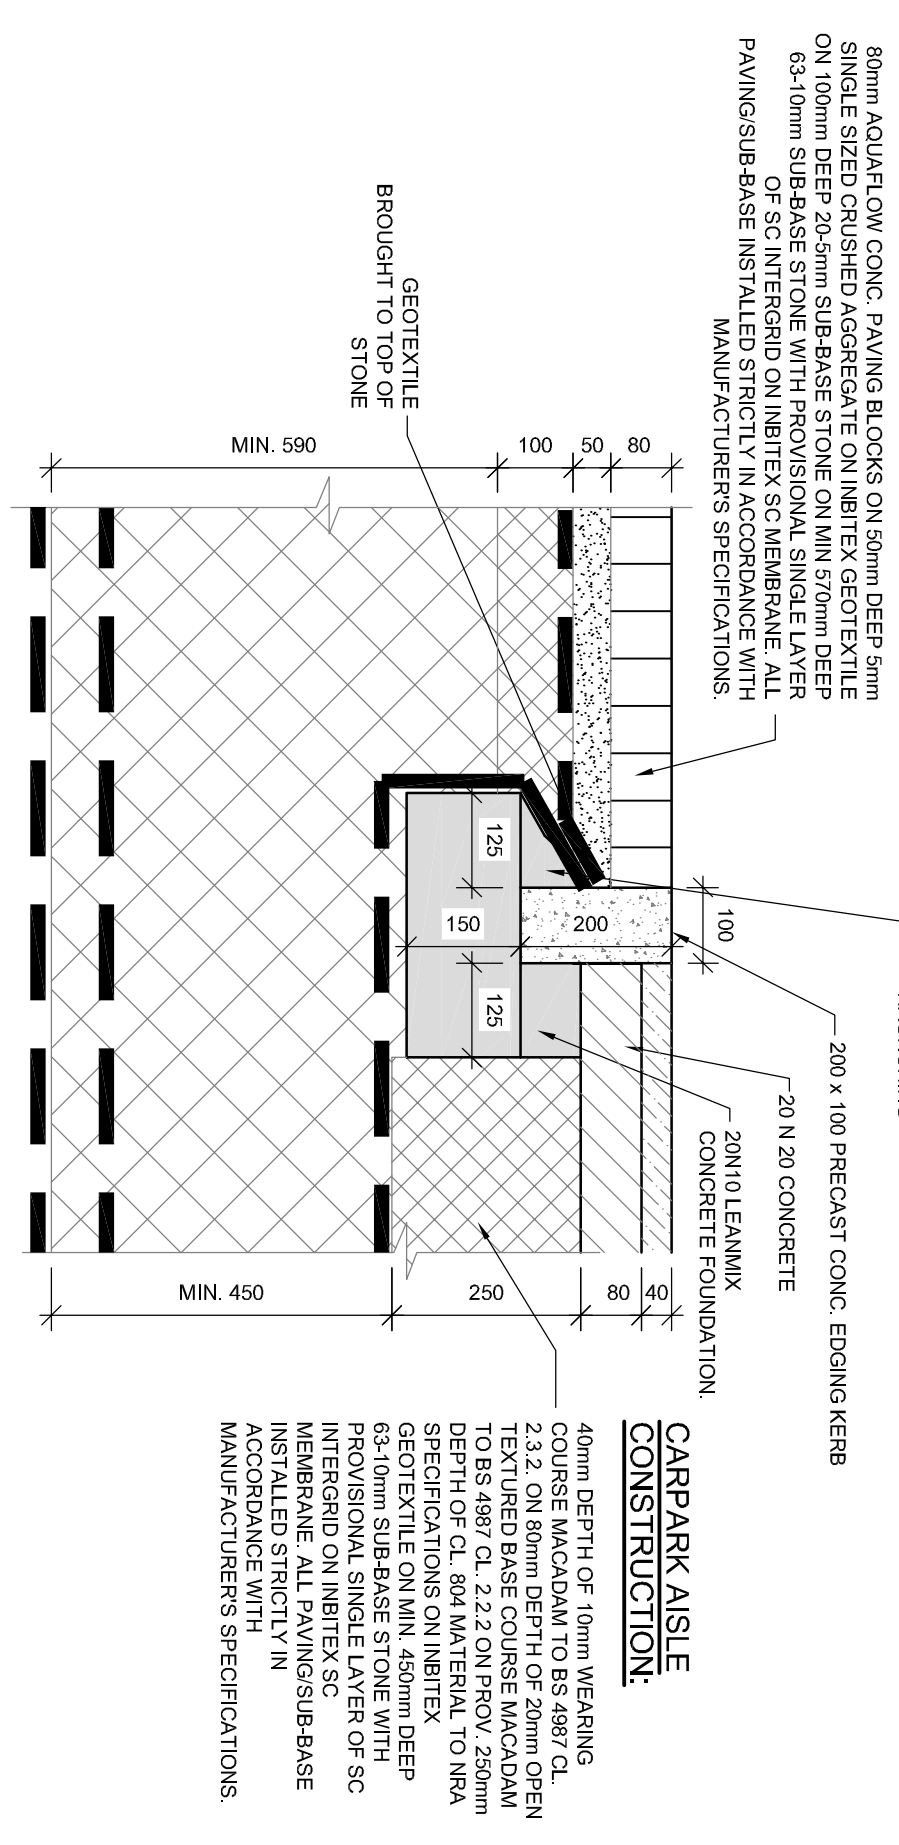 80mm AQUAFLOW CONC. PAVING BLOCKS ON 50mm DEEP 5mm
SINGLE SIZED CRUSHED AGGREGATE ON INBITEX GEOTEXTILE
ON 100mm DEEP 20-5mm SUB-BASE STONE ON MIN 570mm DEEP
63-10mm SUB-BASE STONE WITH PROVISIONAL SINGLE LAYER
OF SC INTERGRID ON INBITEX SC MEMBRANE. ALL
PAVING/SUB-BASE INSTALLED STRICTLY IN ACCORDANCE WITH
MANUFACTURER'S SPECIFICATIONS.
GEOTEXTILE
BROUGHT TO TOP OF
STONE
MIN. 590
100
50
80
125
150
200
100
125
200 x 100 PRECAST CONC. EDGING KERB
20 N 20 CONCRETE
20N10 LEANMIX
CONCRETE FOUNDATION.
MIN. 450
250
80
40
CARPARK AISLE
CONSTRUCTION:
40mm DEPTH OF 10mm WEARING
COURSE MACADAM TO BS 4987 CL.
2.3.2. ON 80mm DEPTH OF 20mm OPEN
TEXTURED BASE COURSE MACADAM
TO BS 4987 CL. 2.2.2 ON PROV. 250mm
DEPTH OF CL. 804 MATERIAL TO NRA
SPECIFICATIONS ON INBITEX
GEOTEXTILE ON MIN. 450mm DEEP
63-10mm SUB-BASE STONE WITH
PROVISIONAL SINGLE LAYER OF SC
INTERGRID ON INBITEX SC
MEMBRANE. ALL PAVING/SUB-BASE
INSTALLED STRICTLY IN
ACCORDANCE WITH
MANUFACTURER'S SPECIFICATIONS.